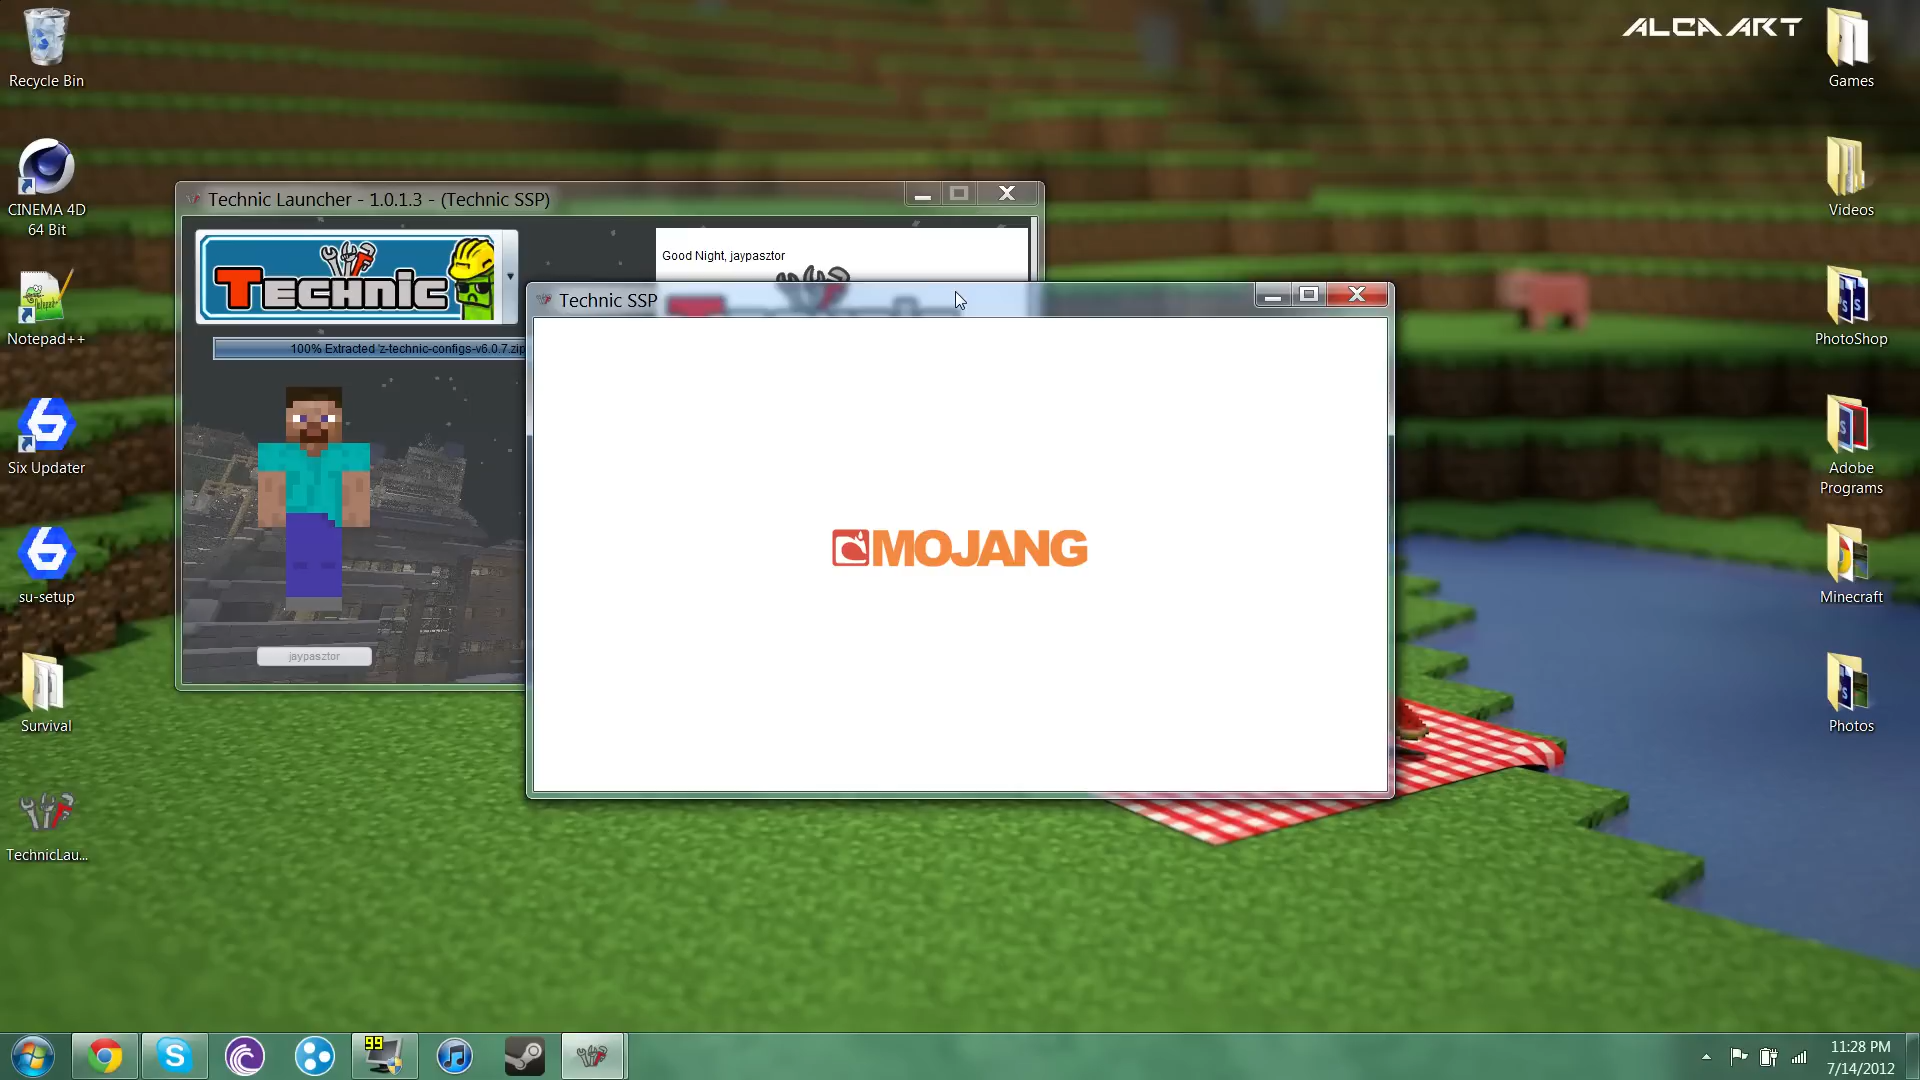 ALCA ART
Recycle Bin
CINEMA 4D
64 Bit
Notepad++
Six Updater
su-setup
Survival
TechnicLau...
Technic Launcher - 1.0.1.3 - (Technic SSP)
Technic
100% Extracted 'z-technic-configs-v6.0.7.zip
jaypasztor
Good Night, jaypasztor
Technic SSP
MOJANG
Games
Videos
PhotoShop
Adobe
Programs
Minecraft
Photos
99
11:28 PM
7/14/2012